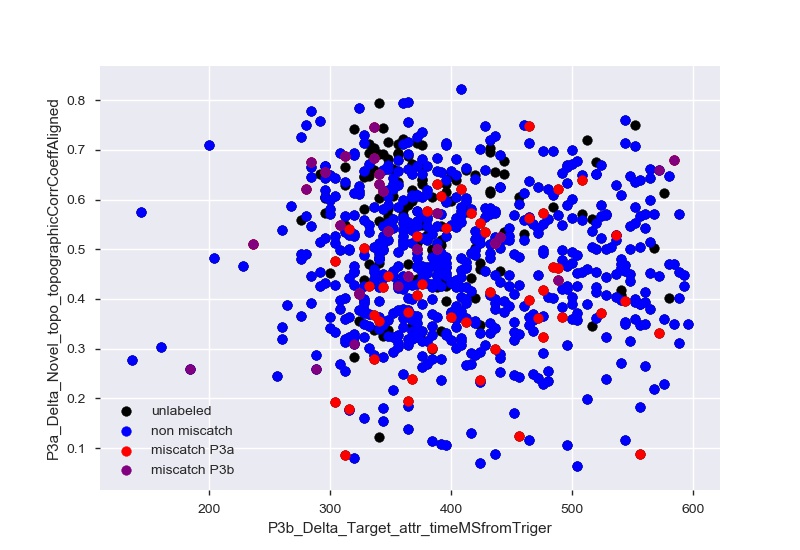 0.8
0.7
0.6
0.5
0.4
0.3
0.2
0.1
P3a_Delta_Novel_topo_topographicCorrCoeffAligned
unlabeled
non miscatch
miscatch P3a
miscatch P3b
200
300
400
500
600
P3b_Delta_Target_attr_timeMSfromTriger